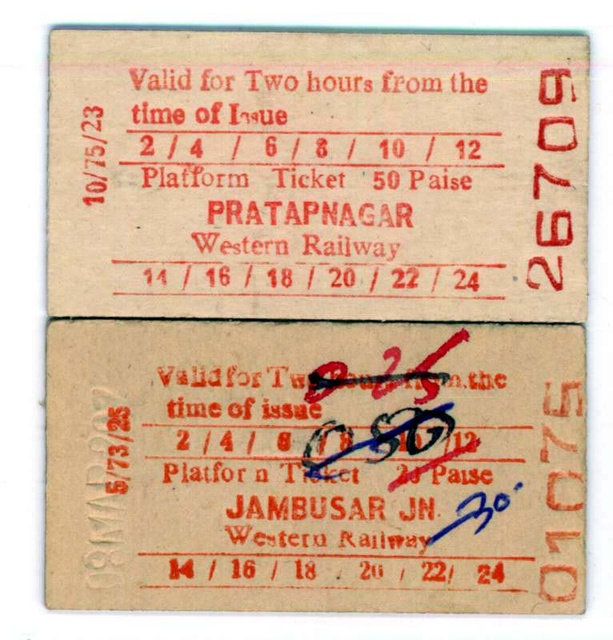 Valid for Two hours from the
time of Issue
2 / 4 / 6 / 8 / 10 / 12
Platform Ticket 50 Paise
PRATAPNAGAR
Western Railway
14 / 16 / 18 / 20 / 22 / 24
10/75/23
26709
Valid for Two hours from the
time of issue
2 / 4 / 6 / 8 / 10 / 12
Platform Ticket 20 Paise
JAMBUSAR JN
Western Railway
14 / 16 / 18 20 / 22/ 24
0 25
080
30
5/73/25
01075